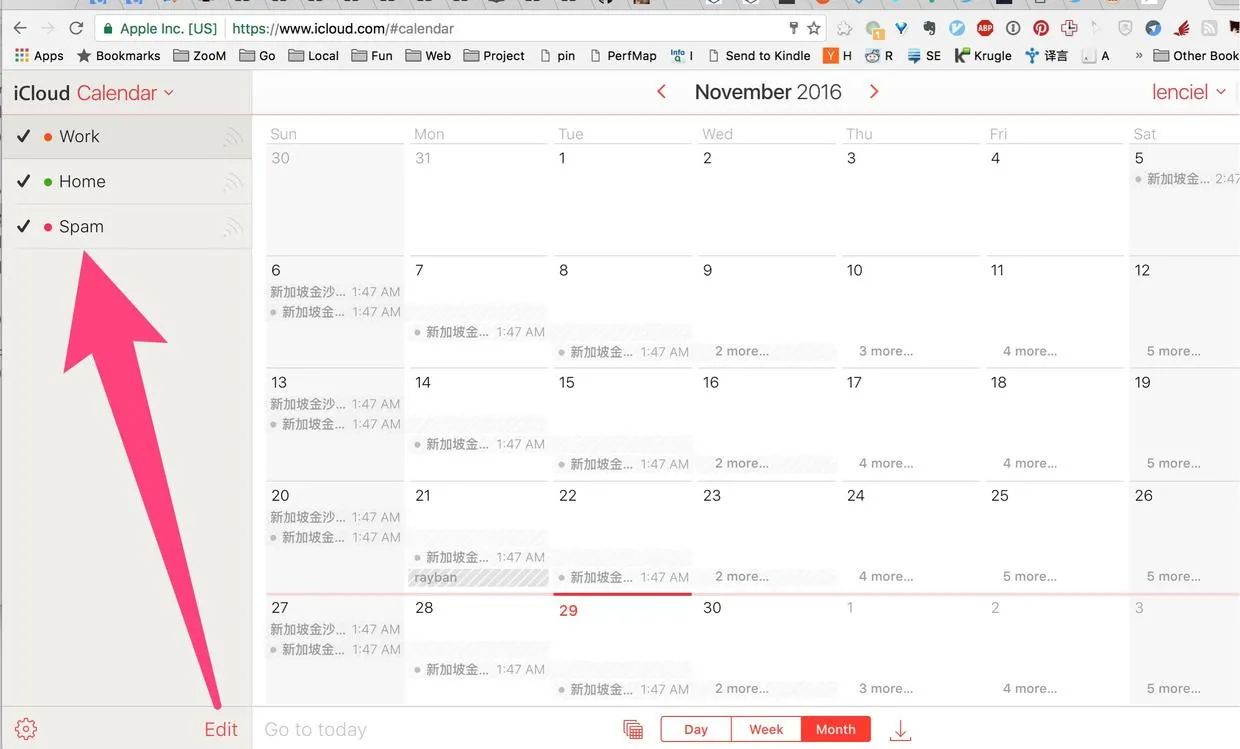 Apple Inc. [US] https://www.icloud.com/#calendar
Apps Bookmarks ZooM Go Local Fun Web Project pin PerfMap Info Q I Send to Kindle Y H R SE Krugle 译言 A » Other Book
iCloud Calendar November 2016 lenciel
Work
Home
Spam
Sun Mon Tue Wed Thu Fri Sat
30 31 1 2 3 4 5
新加坡金... 2:47
6 7 8 9 10 11 12
新加坡金沙... 1:47 AM
新加坡金... 1:47 AM
新加坡金... 1:47 AM
新加坡金... 1:47 AM 2 more... 3 more... 4 more... 5 more...
13 14 15 16 17 18 19
新加坡金沙... 1:47 AM
新加坡金... 1:47 AM
新加坡金... 1:47 AM
新加坡金... 1:47 AM 2 more... 4 more... 4 more... 5 more...
20 21 22 23 24 25 26
新加坡金沙... 1:47 AM
新加坡金... 1:47 AM
新加坡金... 1:47 AM
rayban 新加坡金... 1:47 AM 2 more... 4 more... 5 more... 5 more...
27 28 29 30 1 2 3
新加坡金沙... 1:47 AM
新加坡金... 1:47 AM
新加坡金... 1:47 AM
新加坡金... 1:47 AM 2 more... 3 more... 4 more... 5 more...
Edit Go to today Day Week Month